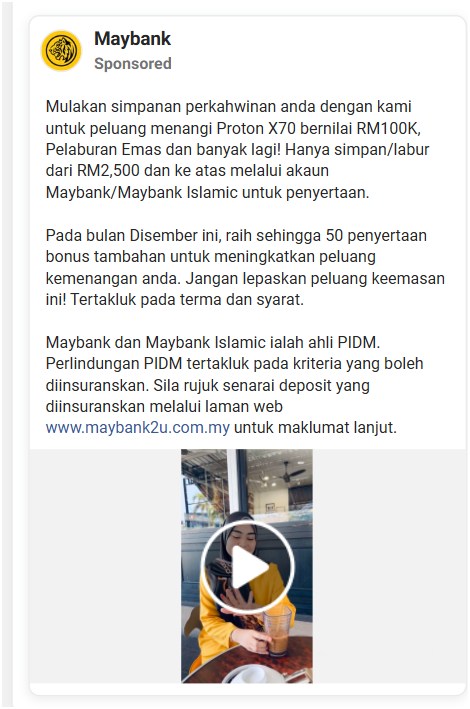 Maybank
Sponsored
Mulakan simpanan perkahwinan anda dengan kami
untuk peluang menangi Proton X70 bernilai RM100K,
Pelaburan Emas dan banyak lagi! Hanya simpan/labur
dari RM2,500 dan ke atas melalui akaun
Maybank/Maybank Islamic untuk penyertaan.
Pada bulan Disember ini, raih sehingga 50 penyertaan
bonus tambahan untuk meningkatkan peluang
kemenangan anda. Jangan lepaskan peluang keemasan
ini! Tertakluk pada terma dan syarat.
Maybank dan Maybank Islamic ialah ahli PIDM.
Perlindungan PIDM tertakluk pada kriteria yang boleh
diinsuranskan. Sila rujuk senarai deposit yang
diinsuranskan melalui laman web
www.maybank2u.com.my untuk maklumat lanjut.